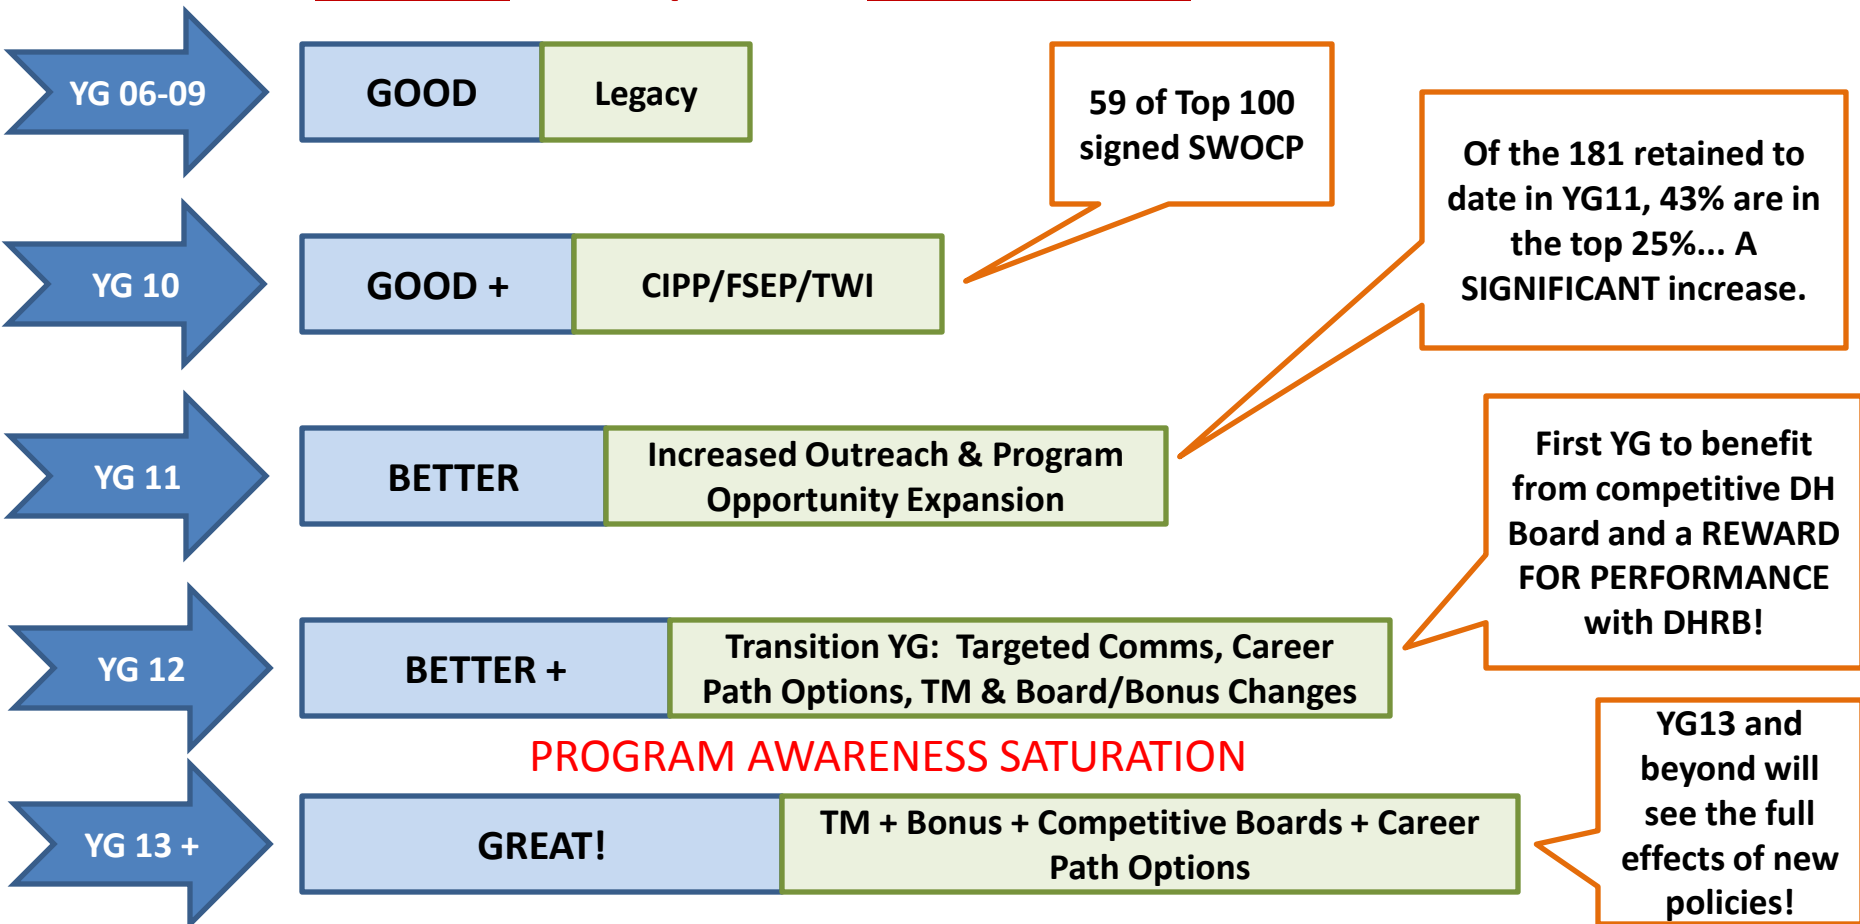 YG 06-09
GOOD
Legacy
59 of Top 100
signed SWOCP
Of the 181 retained to
date in YG11, 43% are in
the top 25%... A
SIGNIFICANT increase.
YG 10
GOOD +
CIPP/FSEP/TWI
YG 11
BETTER
Increased Outreach & Program
Opportunity Expansion
First YG to benefit
from competitive DH
Board and a REWARD
FOR PERFORMANCE
with DHRB!
YG 12
BETTER +
Transition YG:  Targeted Comms, Career
Path Options, TM & Board/Bonus Changes
PROGRAM AWARENESS SATURATION
YG 13 +
GREAT!
TM + Bonus + Competitive Boards + Career
Path Options
YG13 and
beyond will
see the full
effects of new
policies!